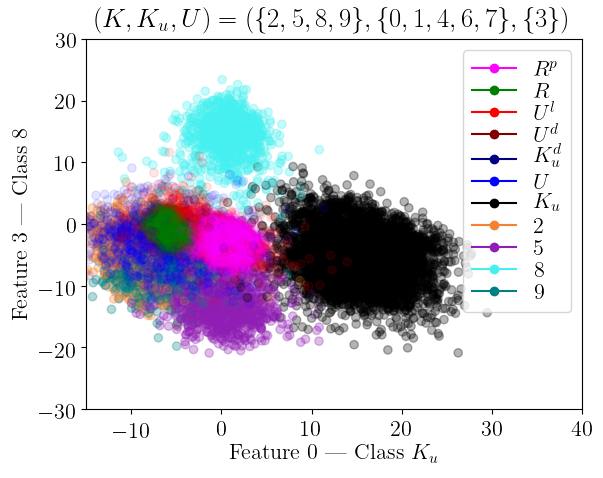 (K, K_u, U) = ({2, 5, 8, 9}, {0, 1, 4, 6, 7}, {3})
Feature 3 — Class 8
30
20
10
0
−10
−20
−30
−10
0
10
20
30
40
Feature 0 — Class K_u
R^p
R
U^l
U^d
K_u^d
U
K_u
2
5
8
9